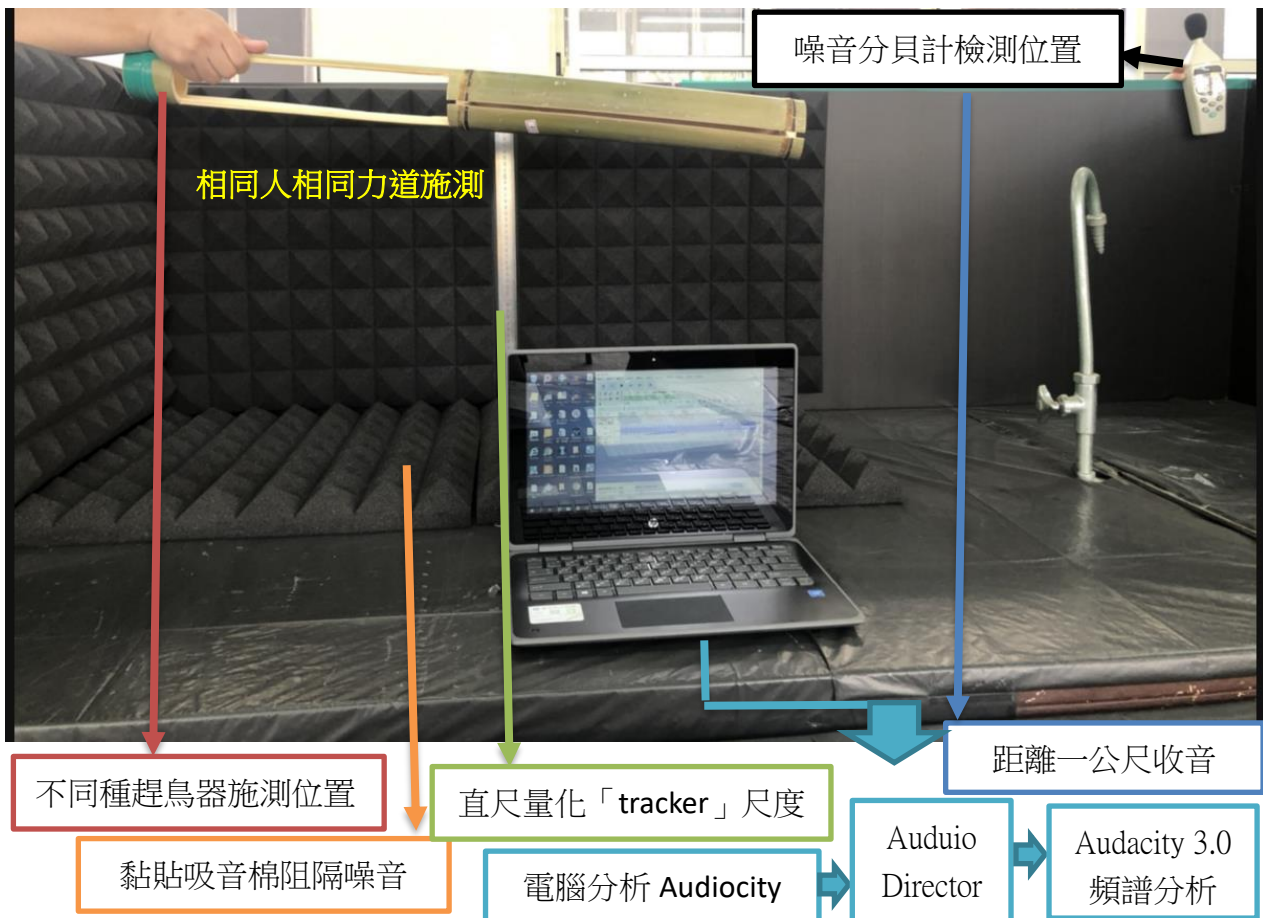 噪音分貝計檢測位置
相同人相同力道施測
距離一公尺收音
不同種趕鳥器施測位置
直尺量化「tracker」尺度
黏貼吸音棉阻隔噪音
電腦分析 Audiocity
Auduio
Director
Audacity 3.0
頻譜分析